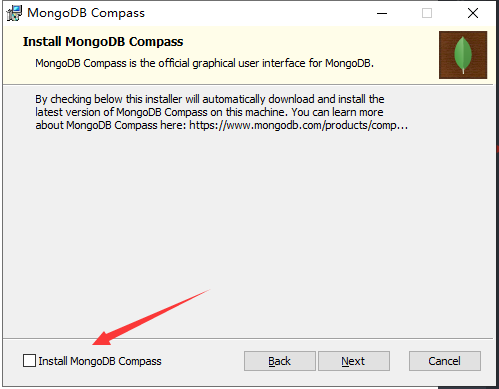 MongoDB Compass
Install MongoDB Compass
MongoDB Compass is the official graphical user interface for MongoDB.
By checking below this installer will automatically download and install the
latest version of MongoDB Compass on this machine. You can learn more
about MongoDB Compass here: https://www.mongodb.com/products/comp...
Install MongoDB Compass
Back
Next
Cancel